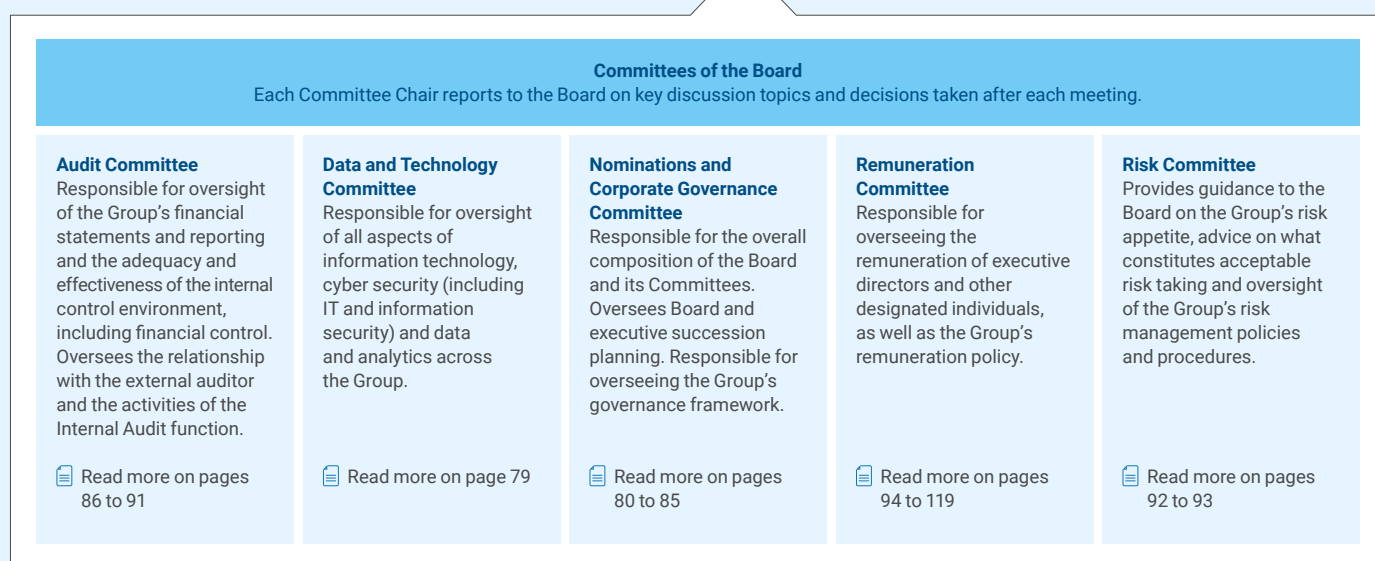 Committees of the Board
Each Committee Chair reports to the Board on key discussion topics and decisions taken after each meeting.
Audit Committee
Responsible for oversight
of the Group's financial
statements and reporting
and the adequacy and
effectiveness of the internal
control environment,
including financial control.
Oversees the relationship
with the external auditor
and the activities of the
Internal Audit function.
Read more on pages
86 to 91
Data and Technology
Committee
Responsible for oversight
of all aspects of
information technology,
cyber security (including
IT and information
security) and data
and analytics across
the Group.
Read more on page 79
Nominations and
Corporate Governance
Committee
Responsible for the overall
composition of the Board
and its Committees.
Oversees Board and
executive succession
planning. Responsible for
overseeing the Group's
governance framework.
Read more on pages
80 to 85
Remuneration
Committee
Responsible for
overseeing the
remuneration of executive
directors and other
designated individuals,
as well as the Group's
remuneration policy.
Read more on pages
94 to 119
Risk Committee
Provides guidance to the
Board on the Group's risk
appetite, advice on what
constitutes acceptable
risk taking and oversight
of the Group's risk
management policies
and procedures.
Read more on pages
92 to 93